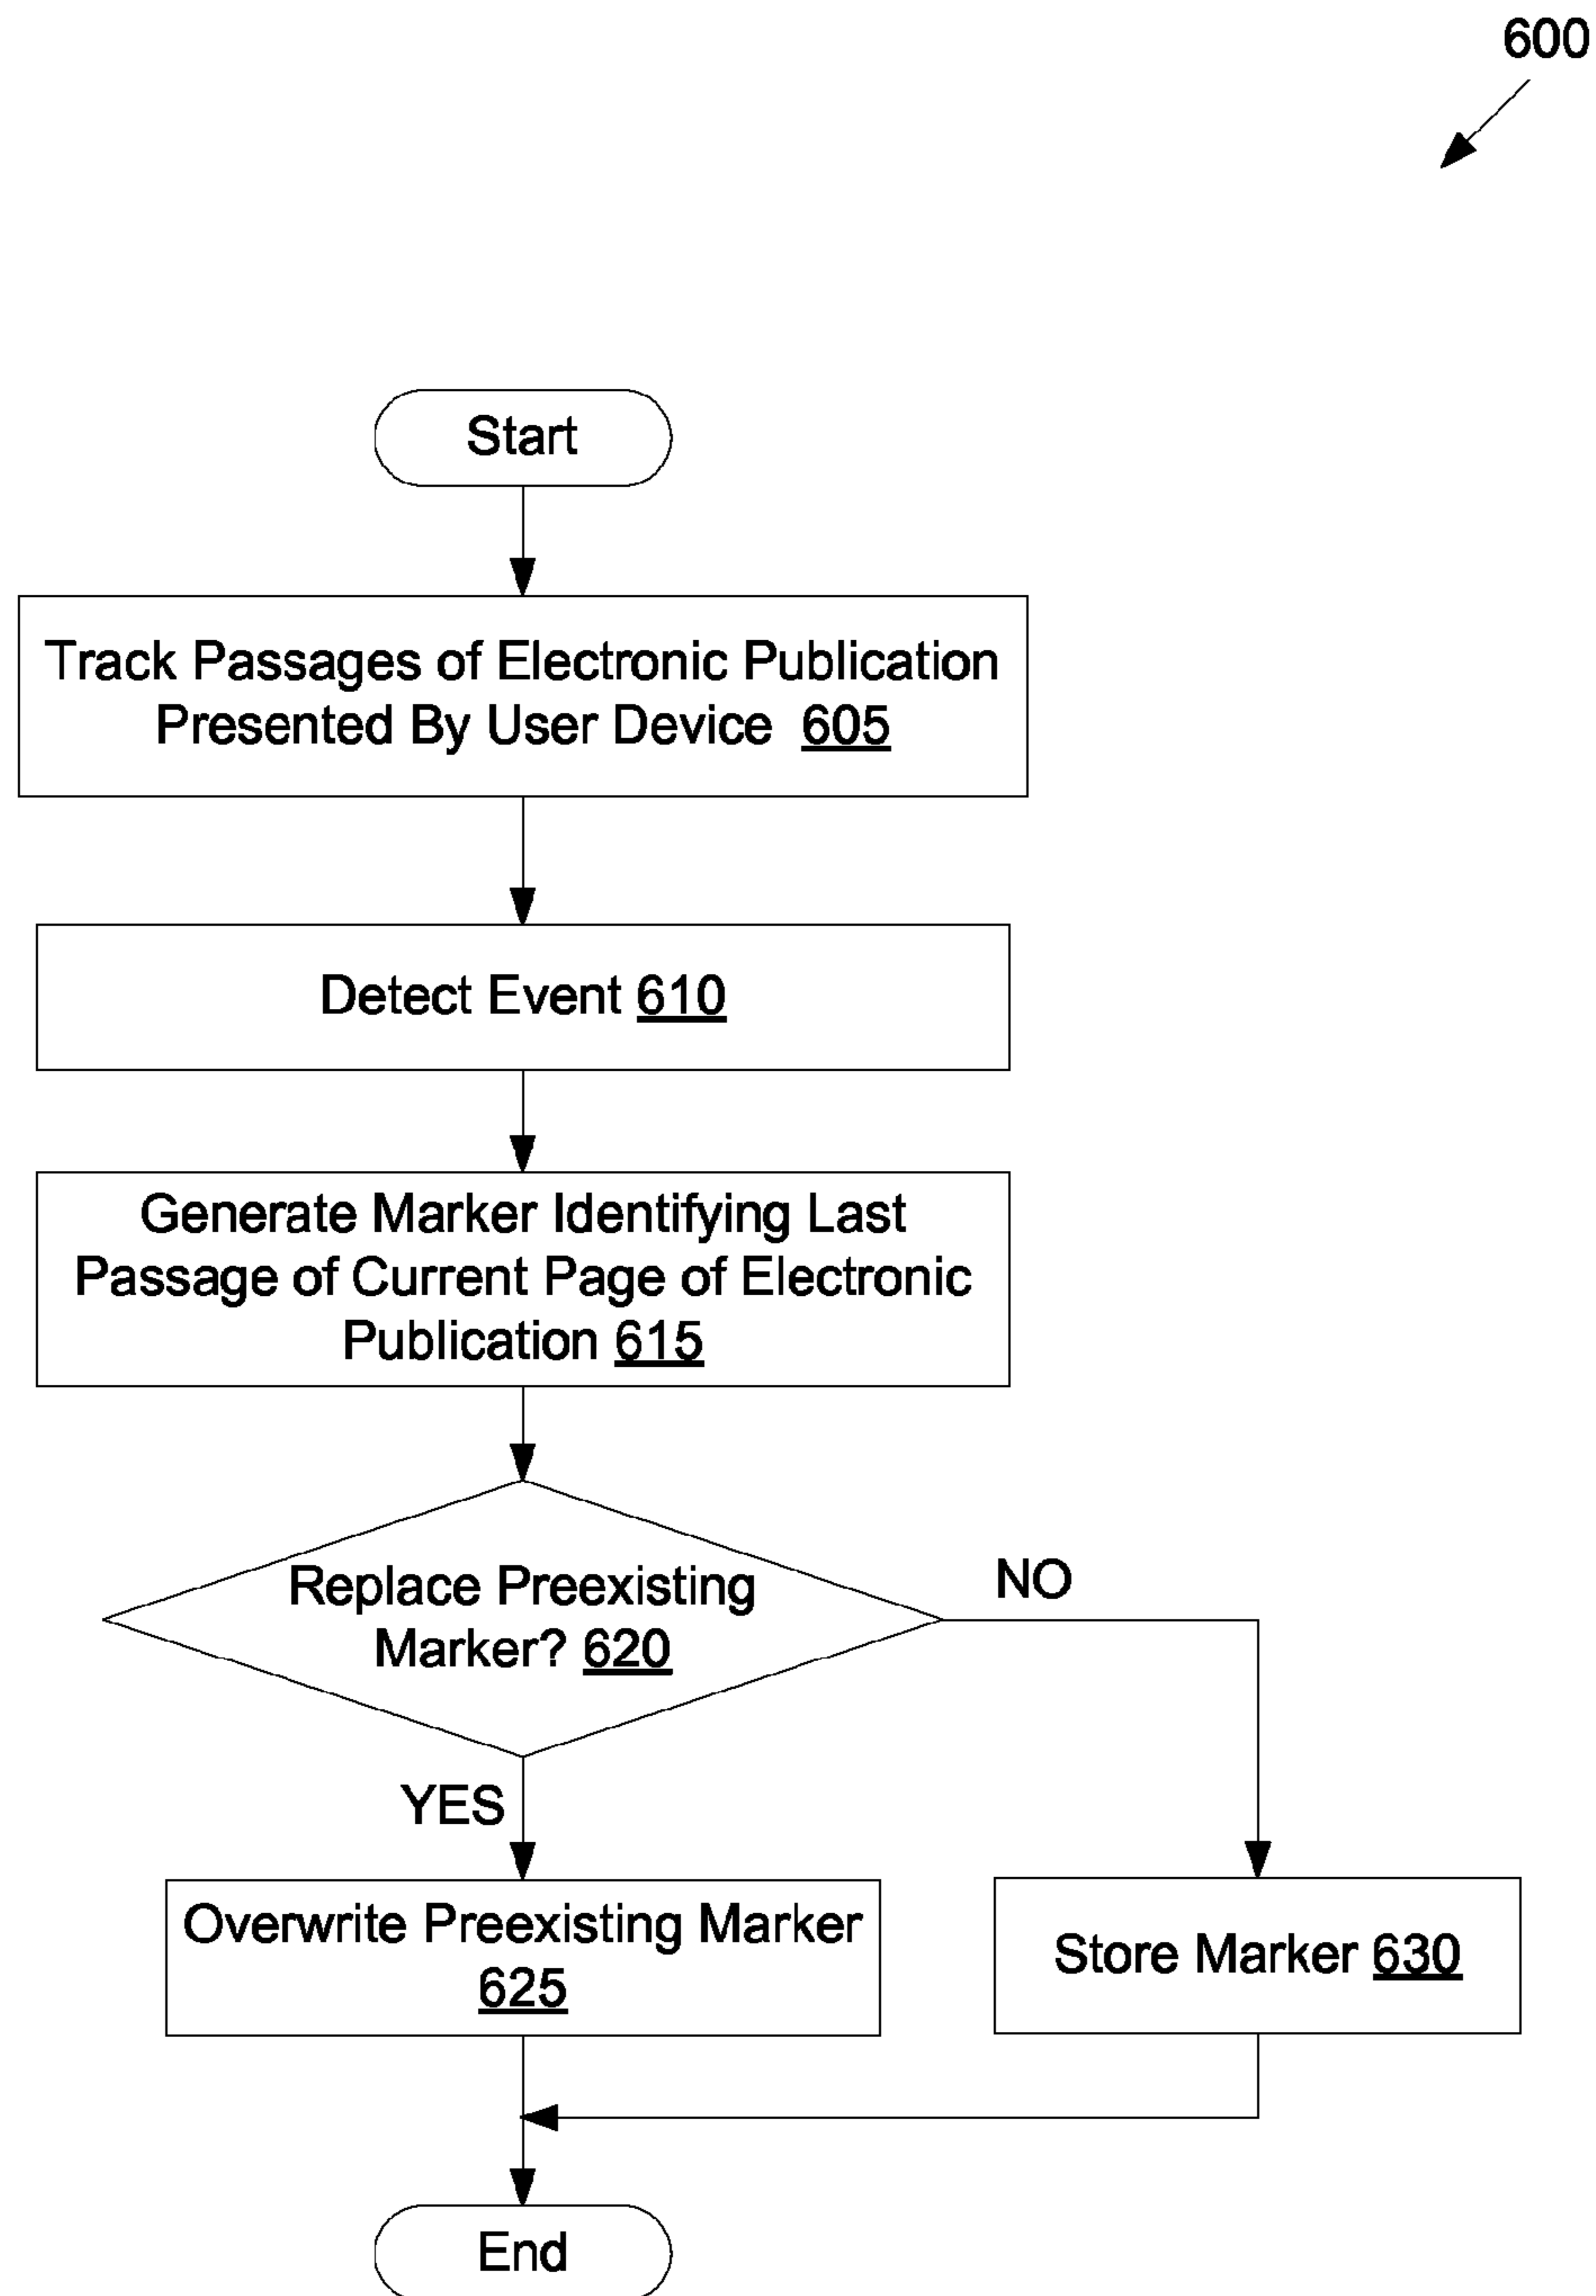 600
Start
Track Passages of Electronic Publication
Presented By User Device 605
Detect Event 610
Generate Marker Identifying Last
Passage of Current Page of Electronic
Publication 615
Replace Preexisting
Marker? 620
NO
YES
Overwrite Preexisting Marker
625
Store Marker 630
End